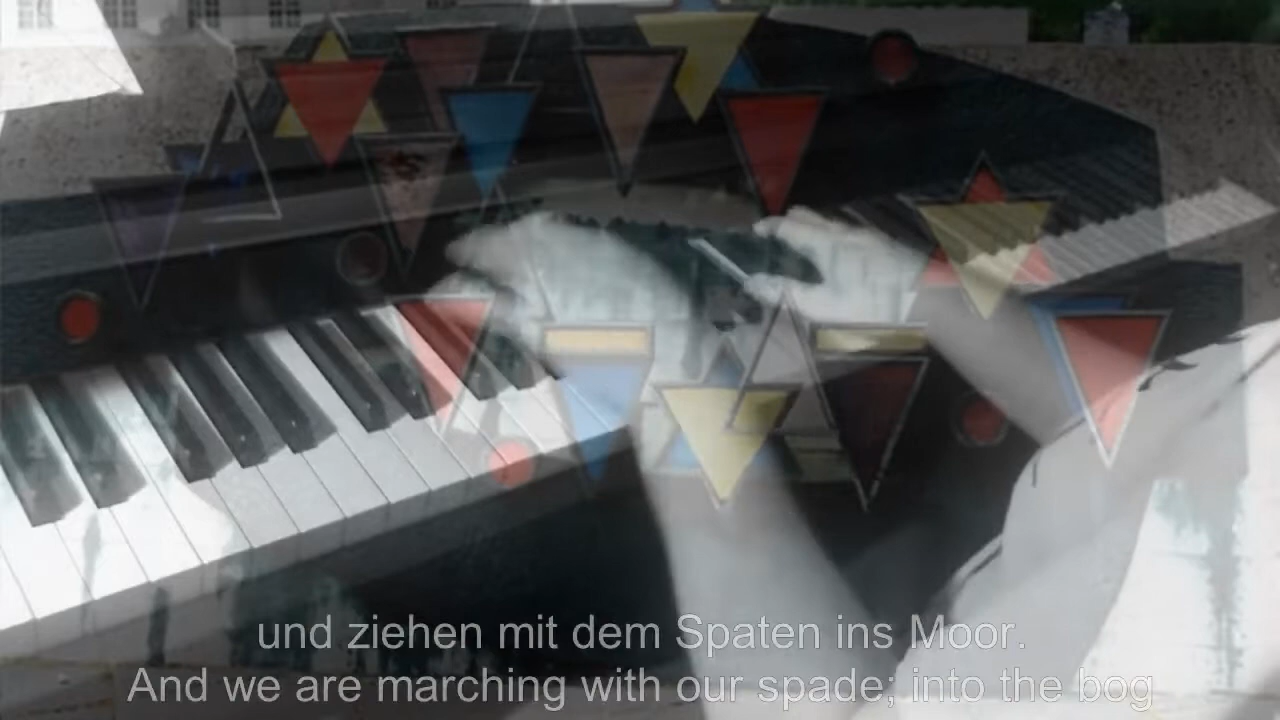 und ziehen mit dem Spaten ins Moor.
And we are marching with our spade; into the bog